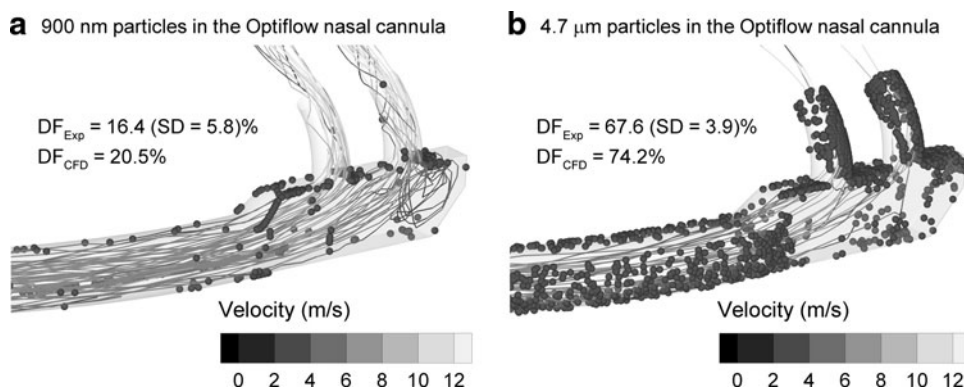 a 900 nm particles in the Optiflow nasal cannula
DF_Exp = 16.4 (SD = 5.8)%
DF_CFD = 20.5%
Velocity (m/s)
0 2 4 6 8 10 12
b 4.7 μm particles in the Optiflow nasal cannula
DF_Exp = 67.6 (SD = 3.9)%
DF_CFD = 74.2%
Velocity (m/s)
0 2 4 6 8 10 12